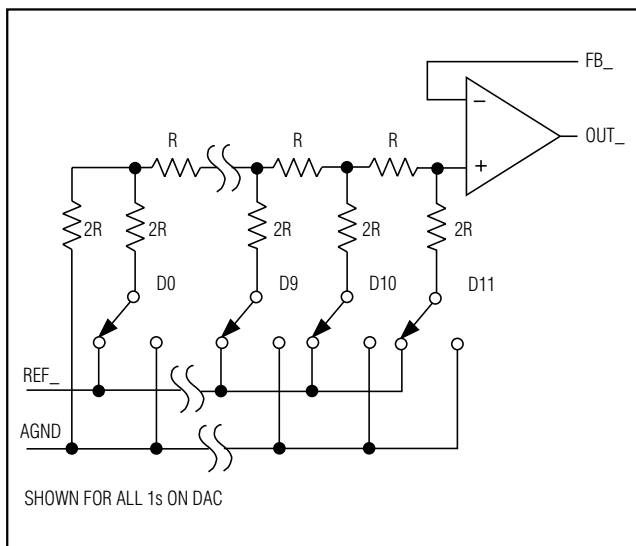 FB_
OUT_
R R R
2R 2R 2R 2R 2R
D0 D9 D10 D11
REF_
AGND
SHOWN FOR ALL 1s ON DAC
− +